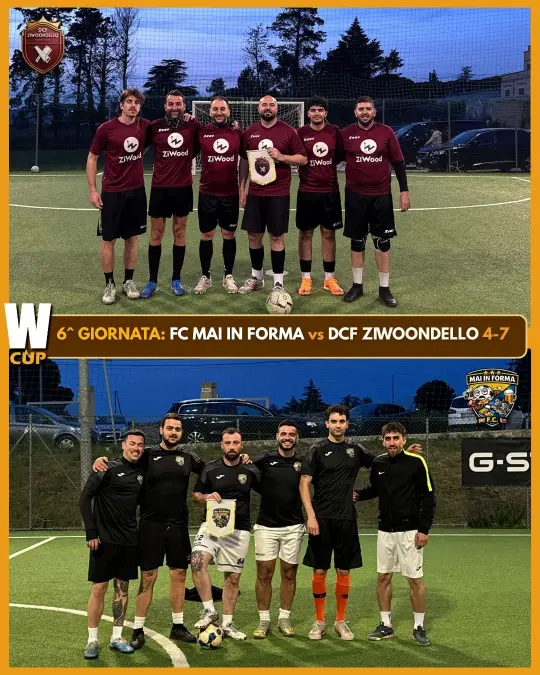 DCF
ZIWOONDELLO
ZiWood
ZiWood
ZiWood
ZiWood
ZiWood
W
CUP
6^ GIORNATA: FC MAI IN FORMA vs DCF ZIWOONDELLO 4-7
MAI IN FORMA
F.C.
G-S